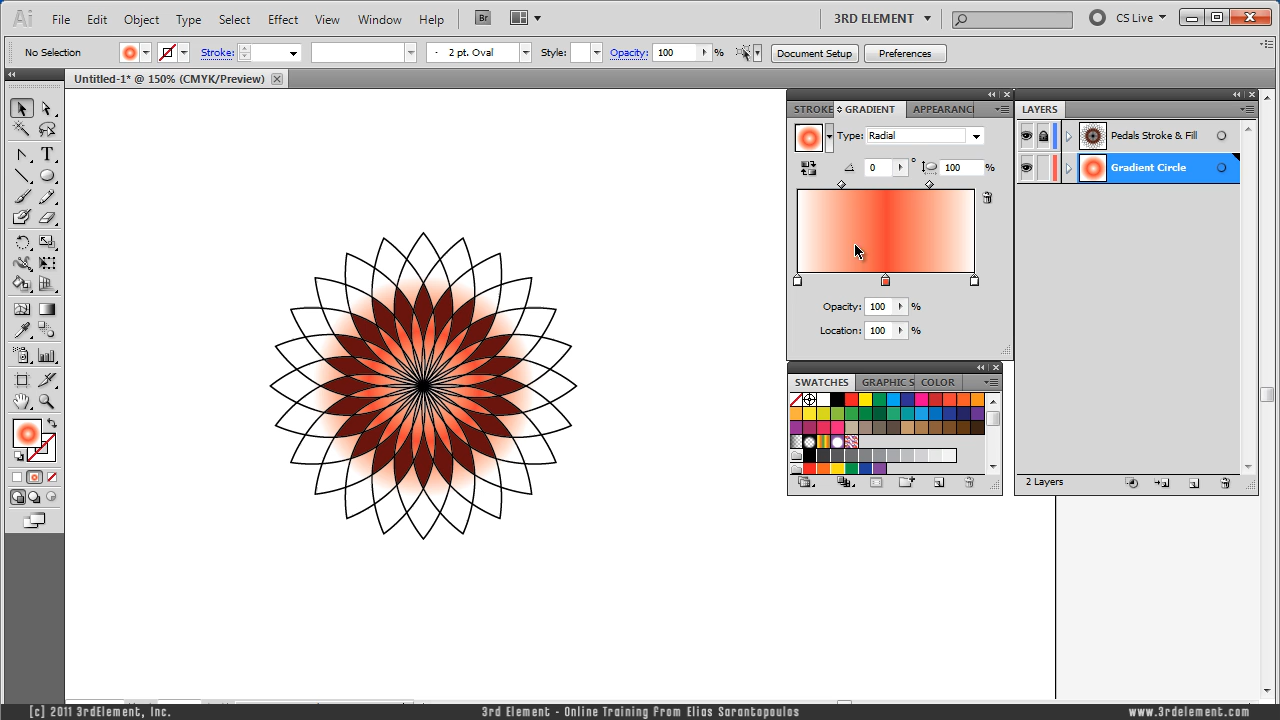 Ai File Edit Object Type Select Effect View Window Help Br 3RD ELEMENT CS Live
No Selection Stroke: 2 pt. Oval Style: Opacity: 100 % Document Setup Preferences
Untitled-1* @ 150% (CMYK/Preview)
STROKE GRADIENT APPEARANC
Type: Radial
0 ° 100 %
Opacity: 100 %
Location: 100 %
SWATCHES GRAPHIC S COLOR
LAYERS
Pedals Stroke & Fill
Gradient Circle
2 Layers
[c] 2011 3rdElement, Inc. 3rd Element - Online Training From Elias Sarantopoulos www.3rdelement.com